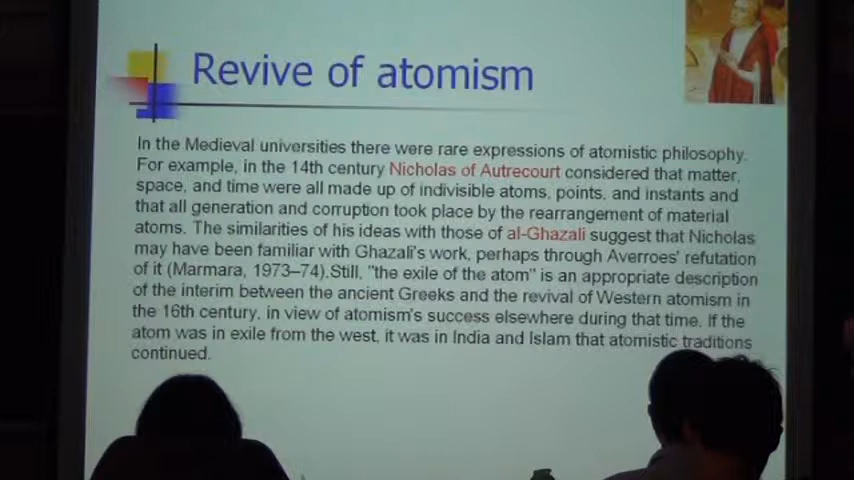 Revive of atomism
In the Medieval universities there were rare expressions of atomistic philosophy.
For example, in the 14th century Nicholas of Autrecourt considered that matter,
space, and time were all made up of indivisible atoms, points, and instants and
that all generation and corruption took place by the rearrangement of material
atoms. The similarities of his ideas with those of al-Ghazali suggest that Nicholas
may have been familiar with Ghazali's work, perhaps through Averroes' refutation
of it (Marmara, 1973–74).Still, "the exile of the atom" is an appropriate description
of the interim between the ancient Greeks and the revival of Western atomism in
the 16th century, in view of atomism's success elsewhere during that time. If the
atom was in exile from the west, it was in India and Islam that atomistic traditions
continued.